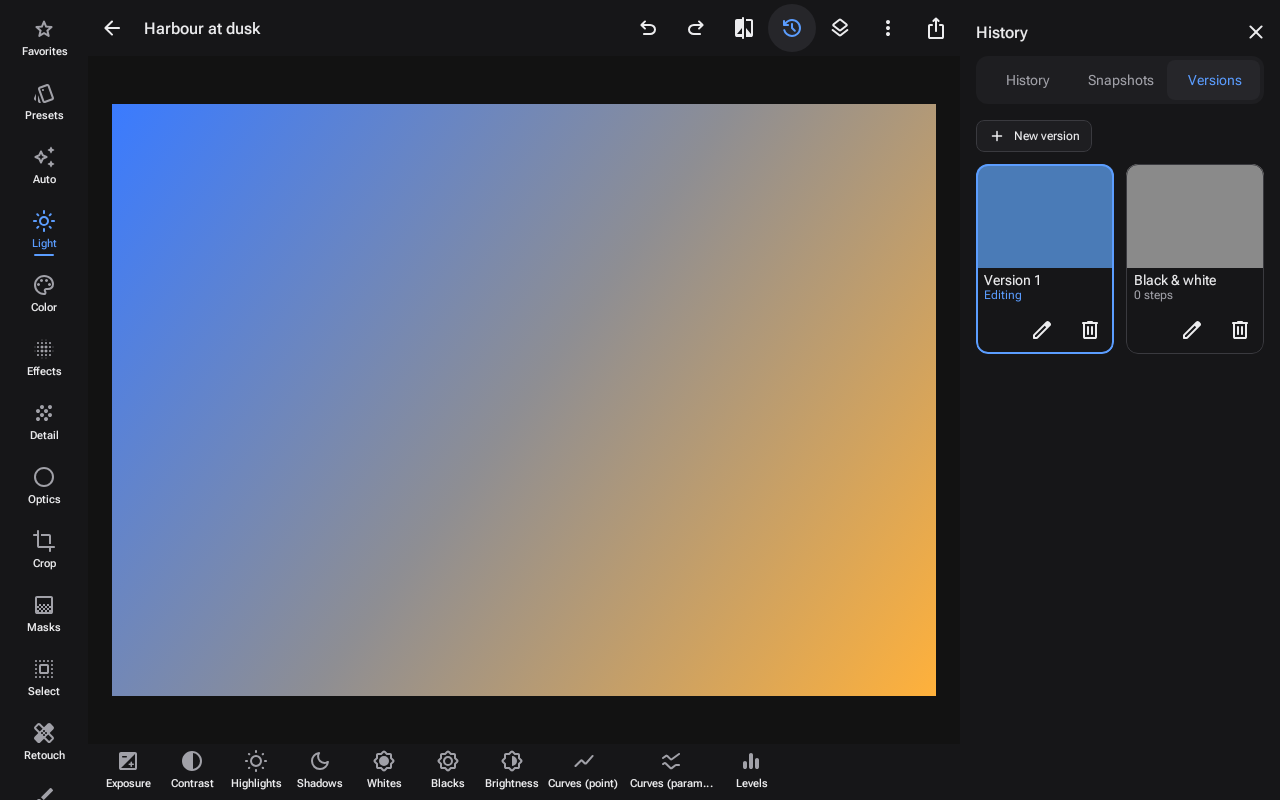 Harbour at dusk
Favorites
Presets
Auto
Light
Color
Effects
Detail
Optics
Crop
Masks
Select
Retouch
Exposure
Contrast
Highlights
Shadows
Whites
Blacks
Brightness
Curves (point)
Curves (param...
Levels
History
History
Snapshots
Versions
New version
Version 1
Editing
Black & white
0 steps